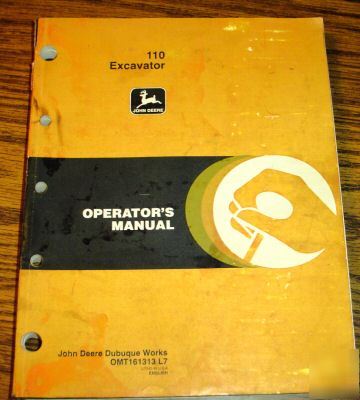 110
Excavator
JOHN DEERE
OPERATOR'S
MANUAL
John Deere Dubuque Works
OMT161313 L7
ENGLISH